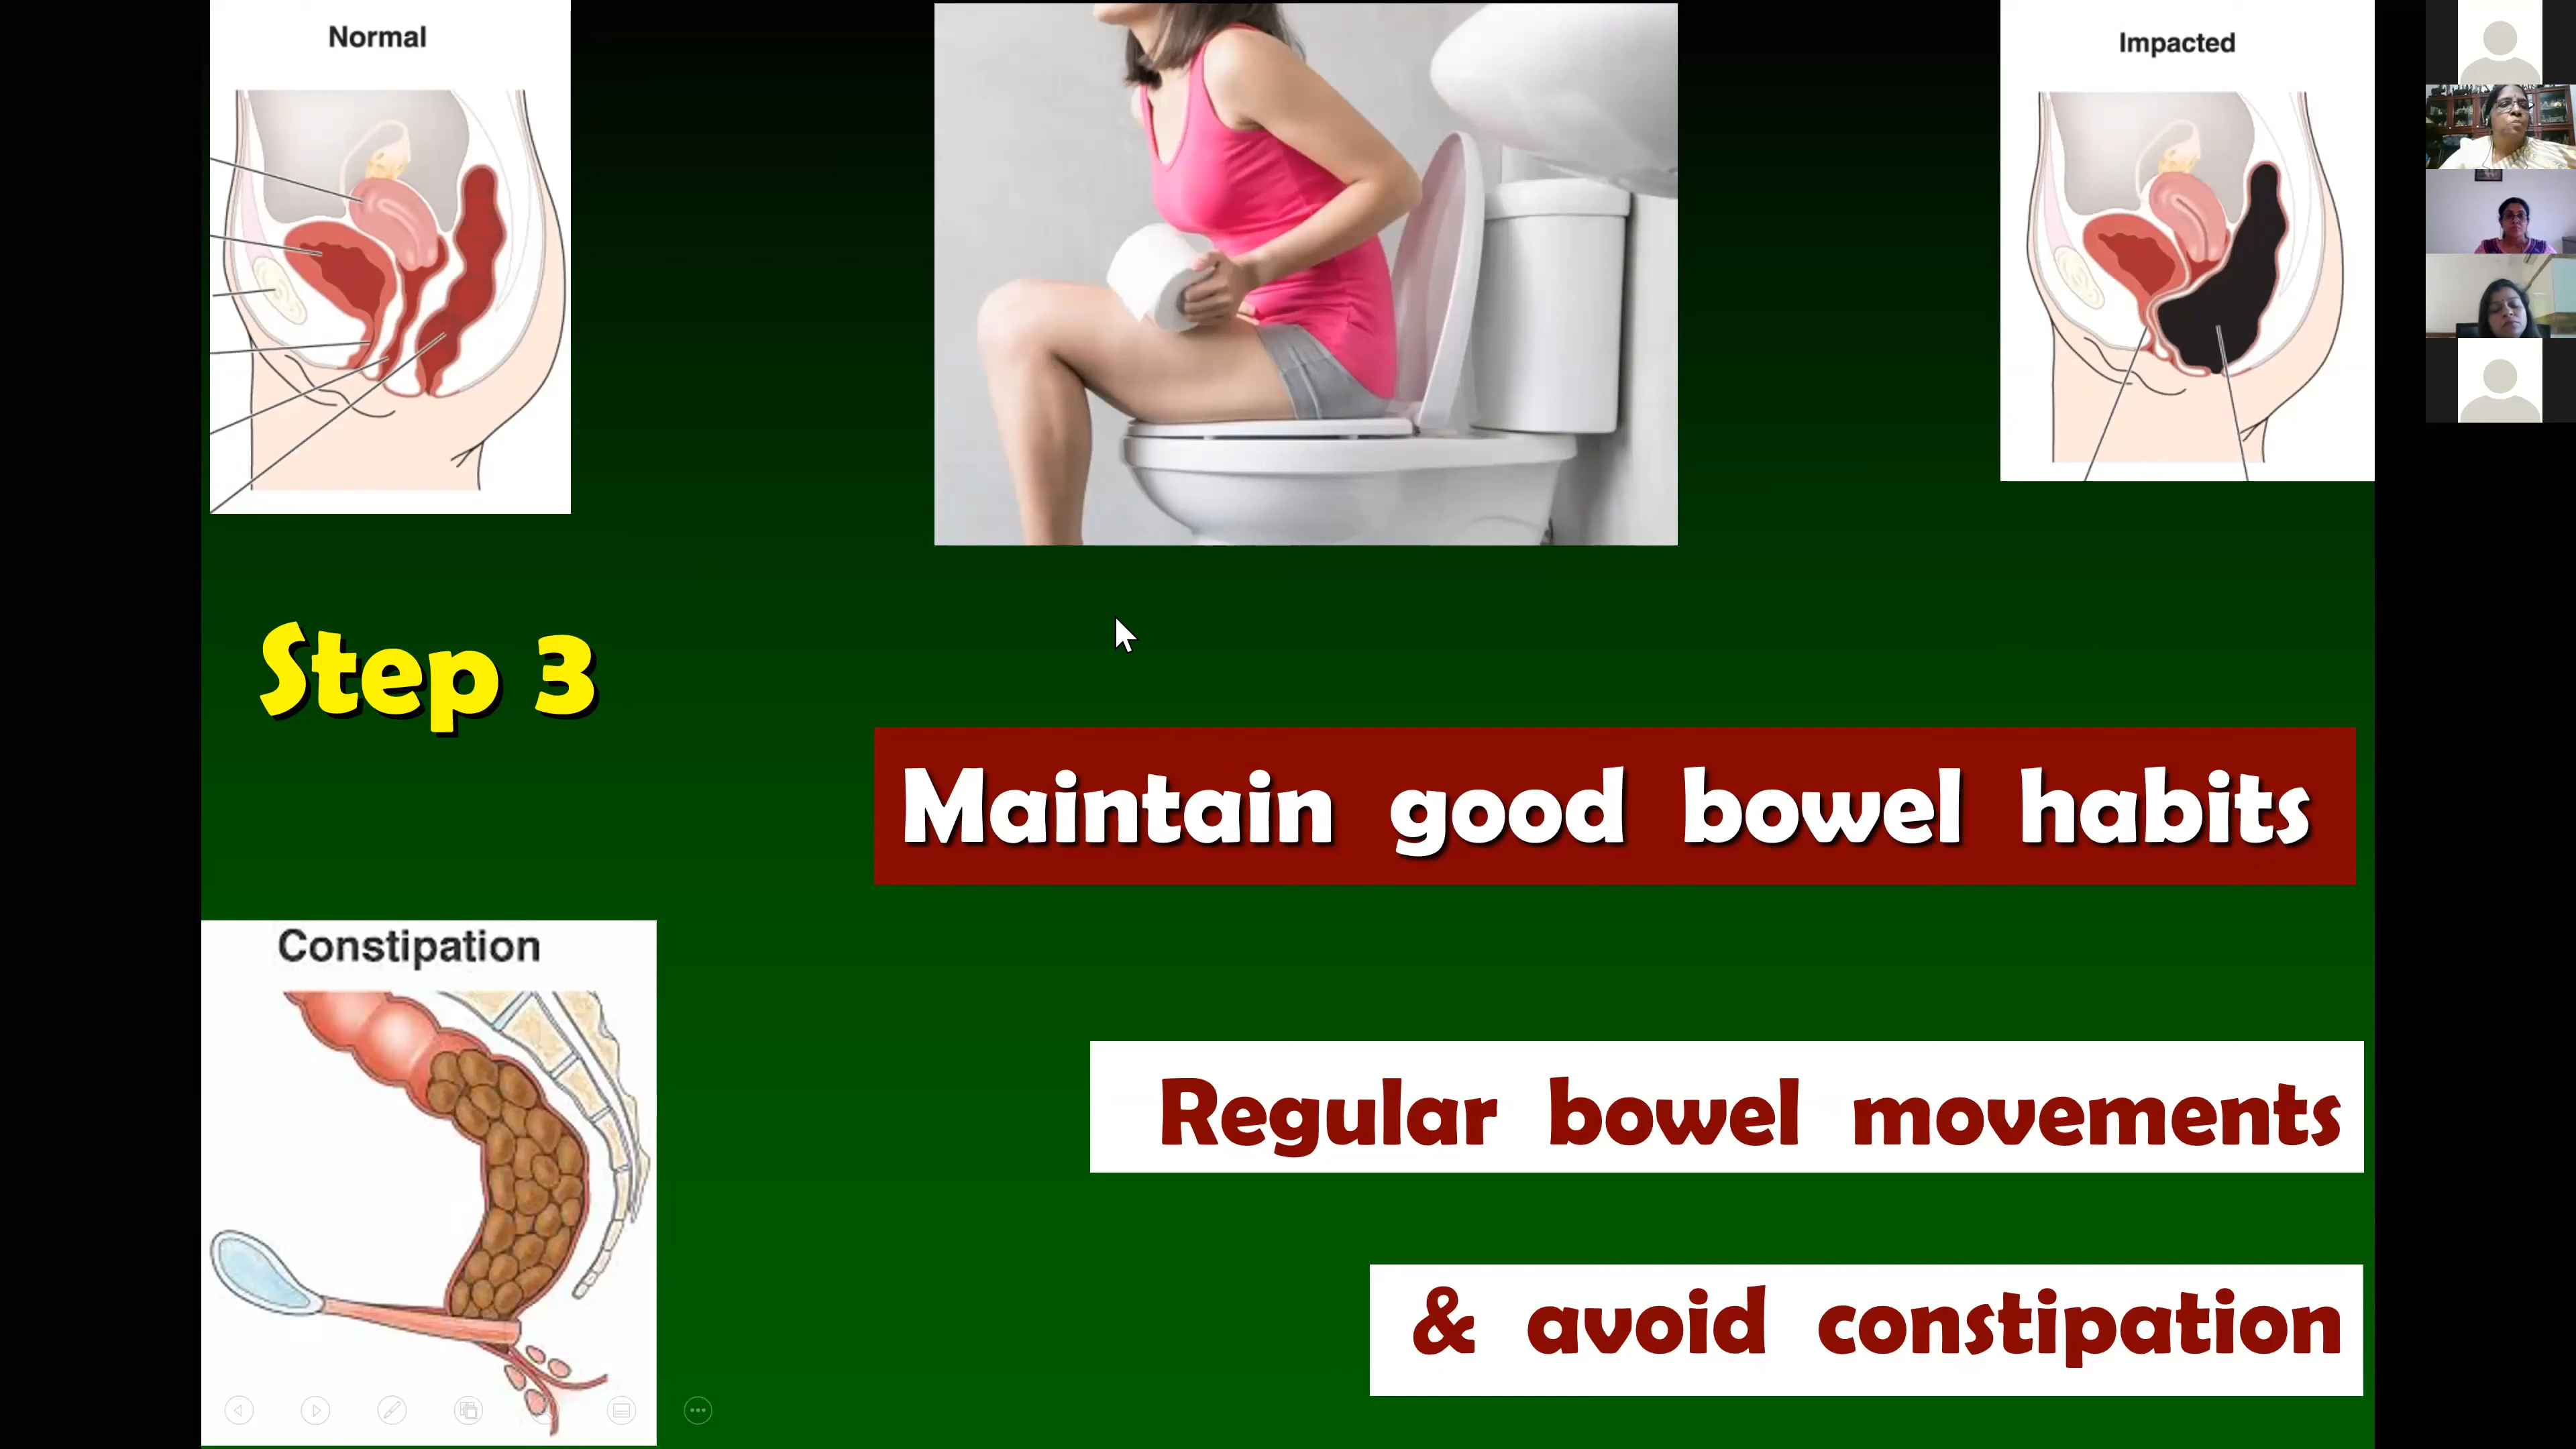 Normal
Impacted
Step 3
Maintain good bowel habits
Constipation
Regular bowel movements
& avoid constipation